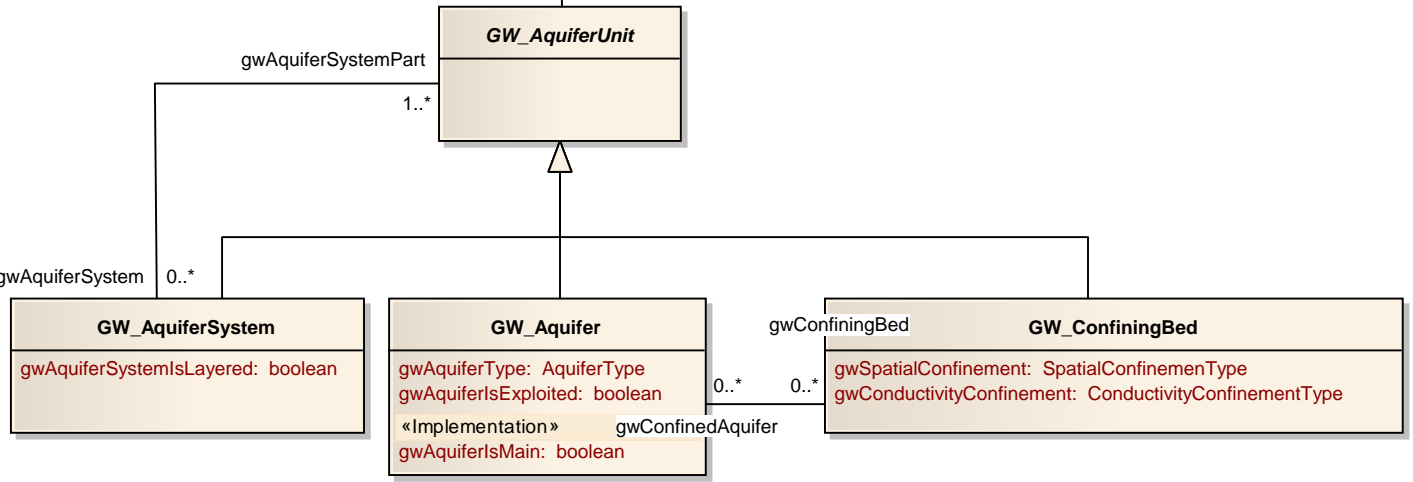 GW_AquiferUnit
gwAquiferSystemPart
1..*
gwAquiferSystem
0..*
GW_AquiferSystem
gwAquiferSystemIsLayered: boolean
GW_Aquifer
gwAquiferType: AquiferType
gwAquiferIsExploited: boolean
«Implementation»
gwAquiferIsMain: boolean
0..*
gwConfinedAquifer
gwConfiningBed
0..*
GW_ConfiningBed
gwSpatialConfinement: SpatialConfinemenType
gwConductivityConfinement: ConductivityConfinementType